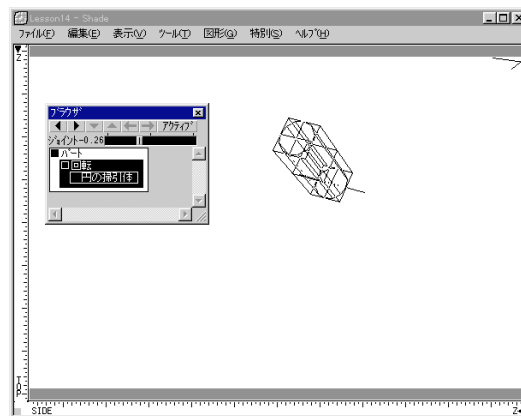 Lesson14 - Shade
ﾌｧｲﾙ(F) 編集(E) 表示(V) ﾂｰﾙ(T) 図形(G) 特別(S) ﾍﾙﾌﾟ(H)
Z
ﾌﾞﾗｳｻﾞ
ｱｸﾃｨﾌﾞ
ｼﾞｮｲﾝﾄ-0.26
ﾊﾟｰﾄ
回転
円の掃引体
TOP
SIDE Z